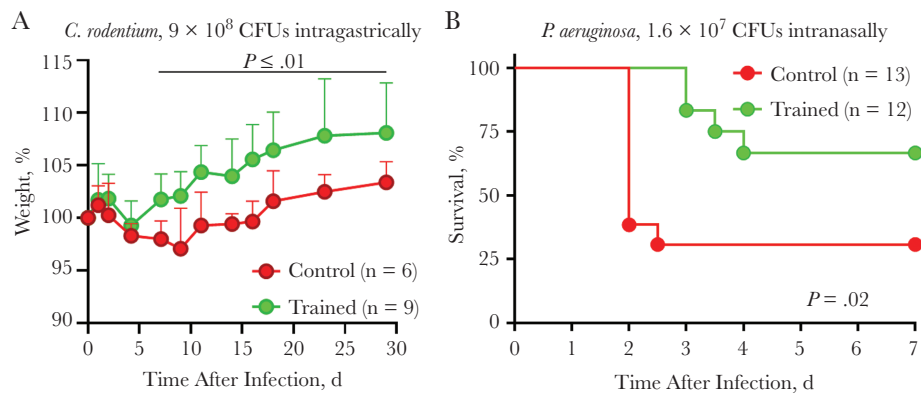 A
C. rodentium, 9 × 10⁸ CFUs intragastrically
115
110
105
100
95
90
Weight, %
P ≤ .01
Control (n = 6)
Trained (n = 9)
0 5 10 15 20 25 30
Time After Infection, d
B
P. aeruginosa, 1.6 × 10⁷ CFUs intranasally
100
75
50
25
0
Survival, %
Control (n = 13)
Trained (n = 12)
P = .02
0 1 2 3 4 5 6 7
Time After Infection, d